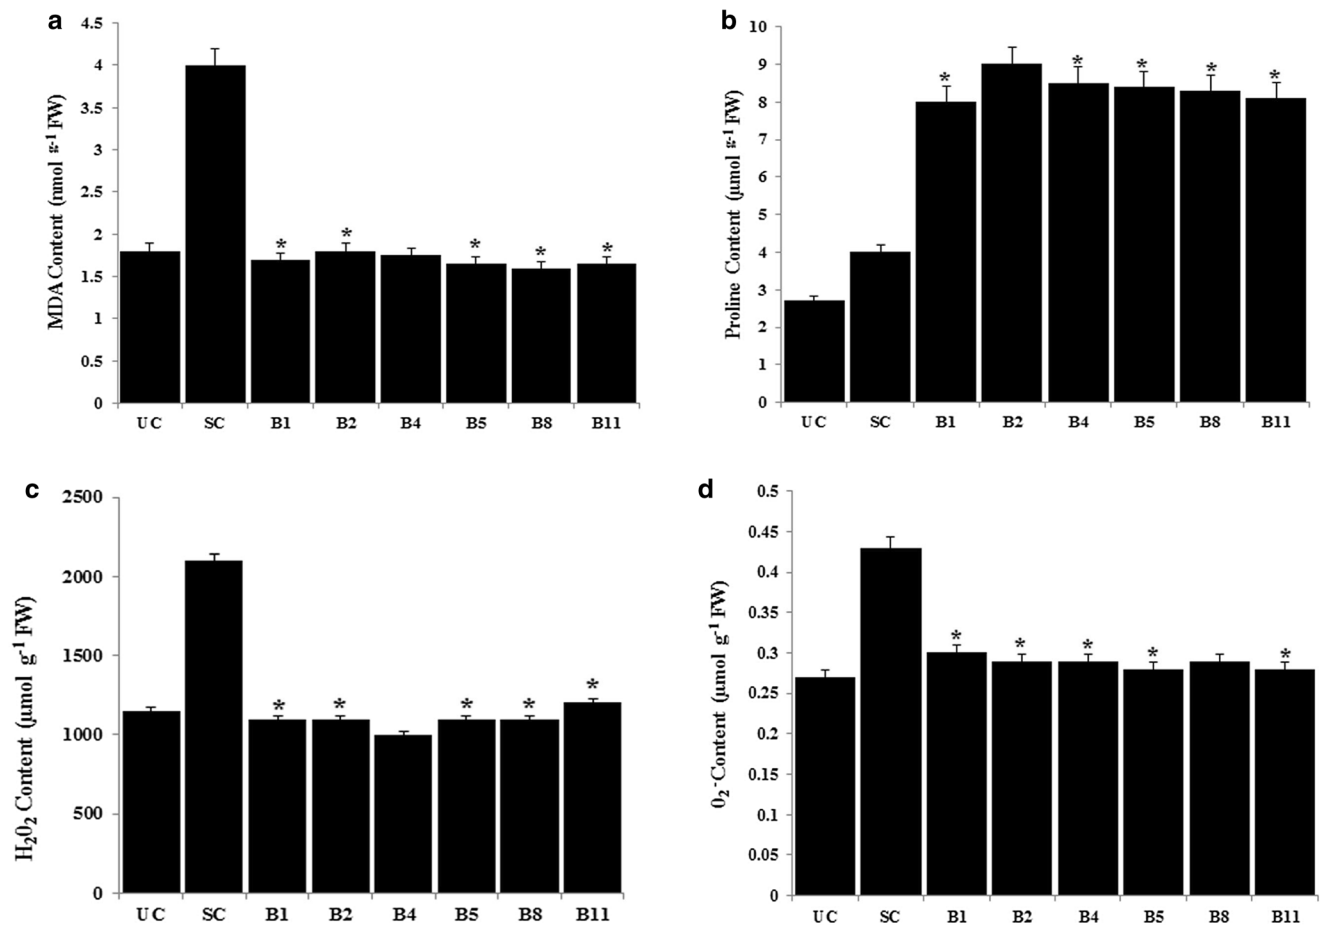 a
4.5
4
3.5
3
2.5
2
1.5
1
0.5
0
MDA Content (nmol g-1 FW)
* * * * *
UC SC B1 B2 B4 B5 B8 B11
b
10
9
8
7
6
5
4
3
2
1
0
Proline Content (µmol g-1 FW)
* * * * *
UC SC B1 B2 B4 B5 B8 B11
c
2500
2000
1500
1000
500
0
H202 Content (µmol g-1 FW)
* * * * *
UC SC B1 B2 B4 B5 B8 B11
d
0.5
0.45
0.4
0.35
0.3
0.25
0.2
0.15
0.1
0.05
0
02-Content (µmol g-1 FW)
* * * * *
UC SC B1 B2 B4 B5 B8 B11